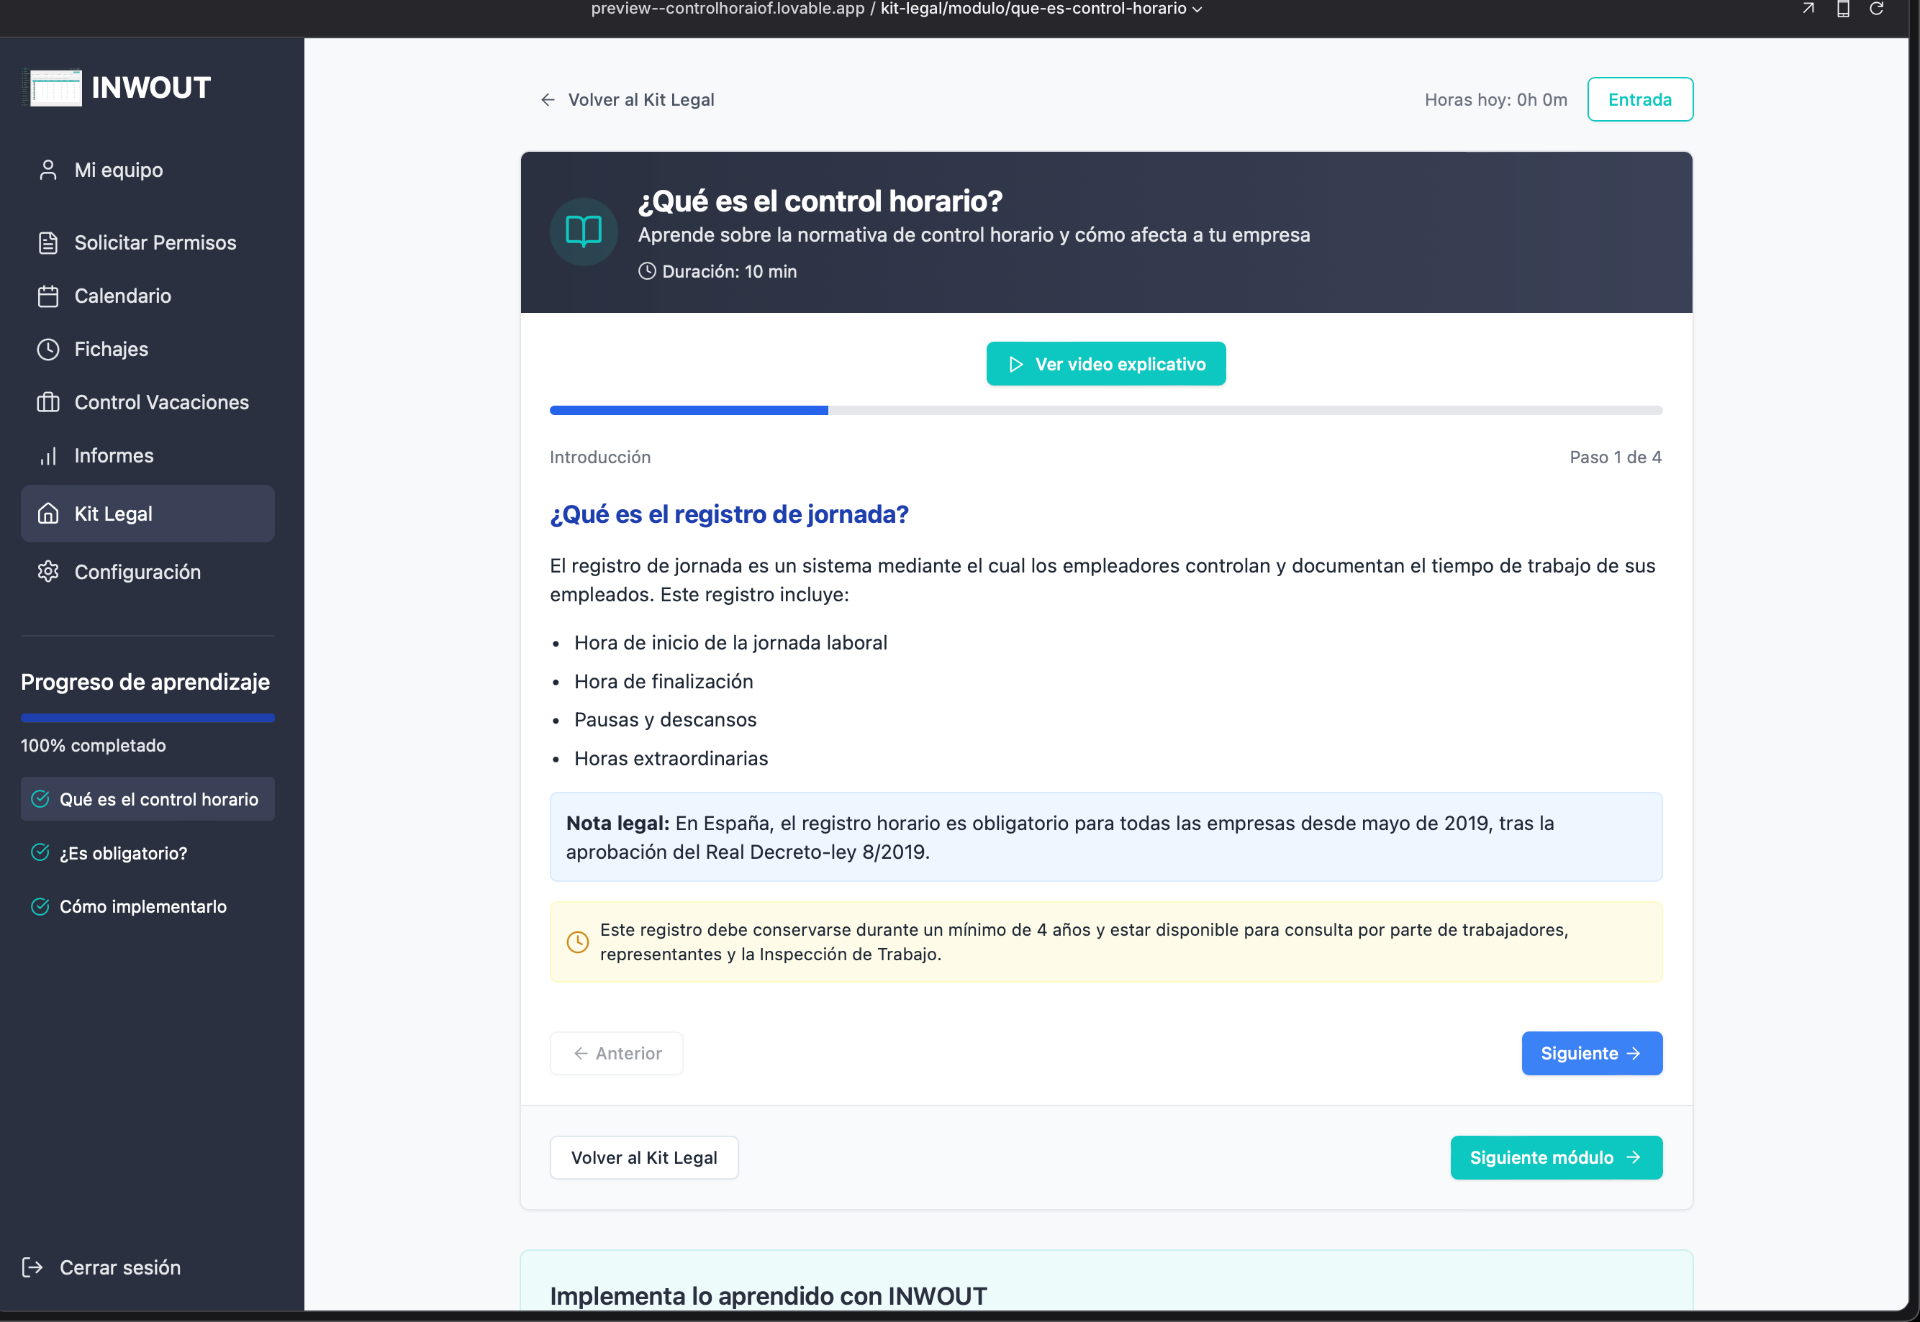 preview--controlhoraiof.lovable.app / kit-legal/modulo/que-es-control-horario
INWOUT
Mi equipo
Solicitar Permisos
Calendario
Fichajes
Control Vacaciones
Informes
Kit Legal
Configuración
Progreso de aprendizaje
100% completado
Qué es el control horario
¿Es obligatorio?
Cómo implementarlo
Cerrar sesión
Volver al Kit Legal
Horas hoy: 0h 0m
Entrada
¿Qué es el control horario?
Aprende sobre la normativa de control horario y cómo afecta a tu empresa
Duración: 10 min
Ver video explicativo
Introducción
Paso 1 de 4
¿Qué es el registro de jornada?
El registro de jornada es un sistema mediante el cual los empleadores controlan y documentan el tiempo de trabajo de sus
empleados. Este registro incluye:
• Hora de inicio de la jornada laboral
• Hora de finalización
• Pausas y descansos
• Horas extraordinarias
Nota legal: En España, el registro horario es obligatorio para todas las empresas desde mayo de 2019, tras la
aprobación del Real Decreto-ley 8/2019.
Este registro debe conservarse durante un mínimo de 4 años y estar disponible para consulta por parte de trabajadores,
representantes y la Inspección de Trabajo.
Anterior
Siguiente
Volver al Kit Legal
Siguiente módulo
Implementa lo aprendido con INWOUT